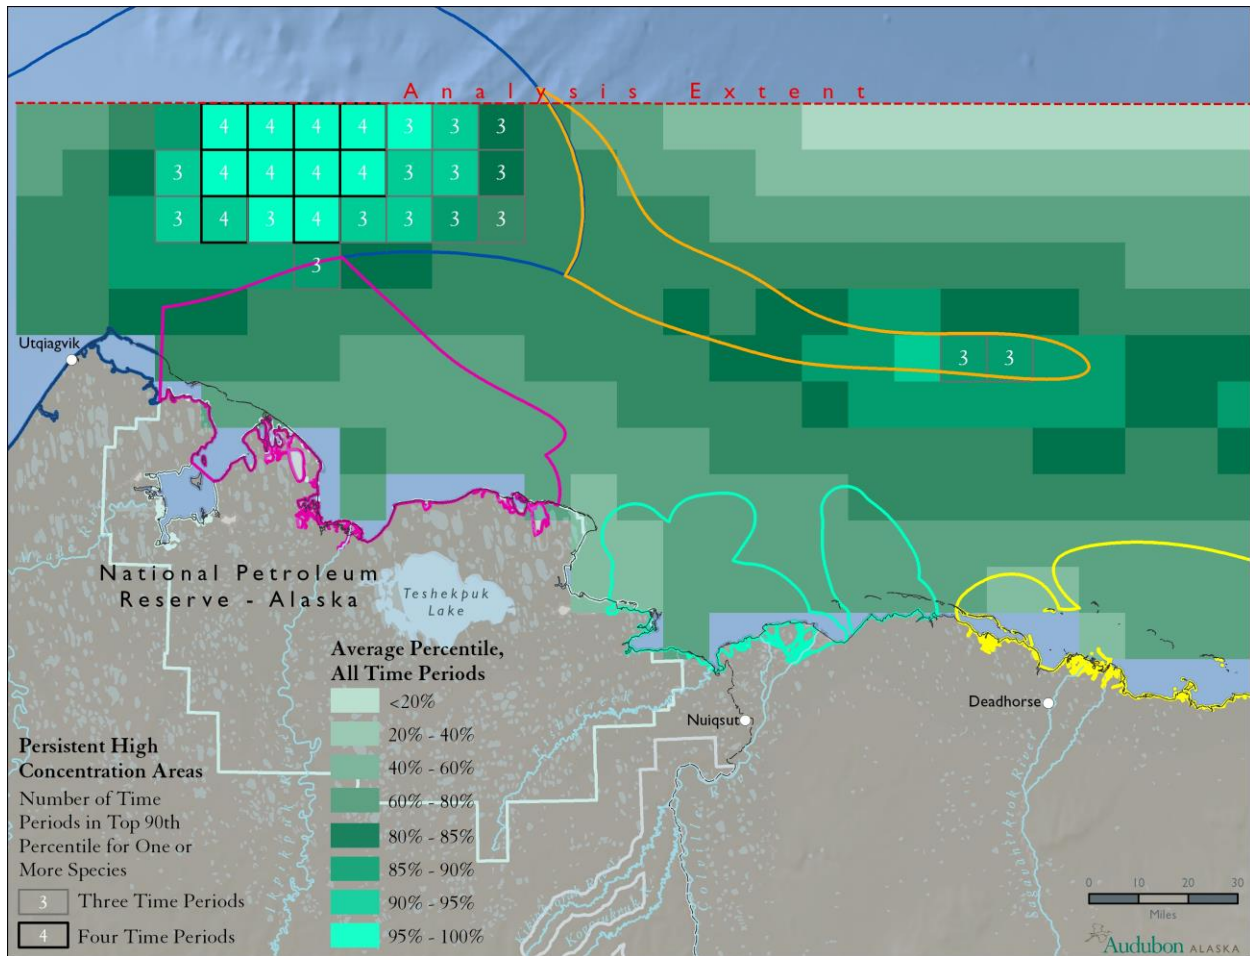 Analysis Extent
4 4 4 4 3 3 3
3 4 4 4 4 3 3 3
3 4 3 4 3 3 3 3
3
Utqiagvik
3 3
National Petroleum
Reserve - Alaska
Teshekpuk
Lake
Nuiqsut
Deadhorse
Sagavanirktok River
Average Percentile,
All Time Periods
<20%
20% - 40%
40% - 60%
60% - 80%
80% - 85%
85% - 90%
90% - 95%
95% - 100%
Persistent High
Concentration Areas
Number of Time
Periods in Top 90th
Percentile for One or
More Species
3 Three Time Periods
4 Four Time Periods
0 10 20 30
Miles
Audubon ALASKA